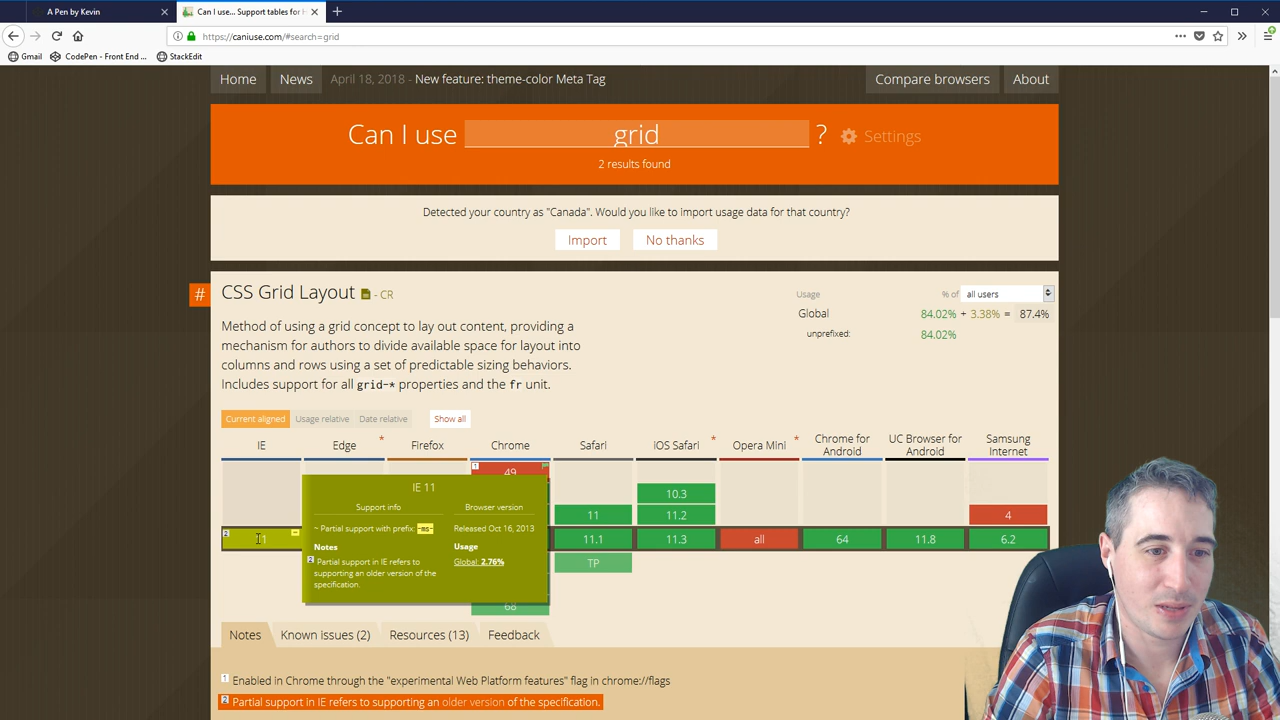 A Pen by Kevin
Can I use... Support tables for H
https://caniuse.com/#search=grid
Gmail
CodePen - Front End ...
StackEdit
Home
News
April 18, 2018 - New feature: theme-color Meta Tag
Compare browsers
About
Can I use grid ?
Settings
2 results found
Detected your country as "Canada". Would you like to import usage data for that country?
Import
No thanks
#
CSS Grid Layout - CR
Usage
% of all users
Global
84.02% + 3.38% = 87.4%
unprefixed:
84.02%
Method of using a grid concept to lay out content, providing a
mechanism for authors to divide available space for layout into
columns and rows using a set of predictable sizing behaviors.
Includes support for all grid-* properties and the fr unit.
Current aligned
Usage relative
Date relative
Show all
IE
Edge *
Firefox
Chrome
Safari
iOS Safari *
Opera Mini *
Chrome for
Android
UC Browser for
Android
Samsung
Internet
1 49
10.3
11
11.2
4
2 11
11.1
11.3
all
64
11.8
6.2
TP
68
IE 11
Support info
Browser version
~ Partial support with prefix: -ms-
Released Oct 16, 2013
Notes
Usage
2 Partial support in IE refers to
supporting an older version of the
specification.
Global: 2.76%
Notes
Known issues (2)
Resources (13)
Feedback
1 Enabled in Chrome through the "experimental Web Platform features" flag in chrome://flags
2 Partial support in IE refers to supporting an older version of the specification.